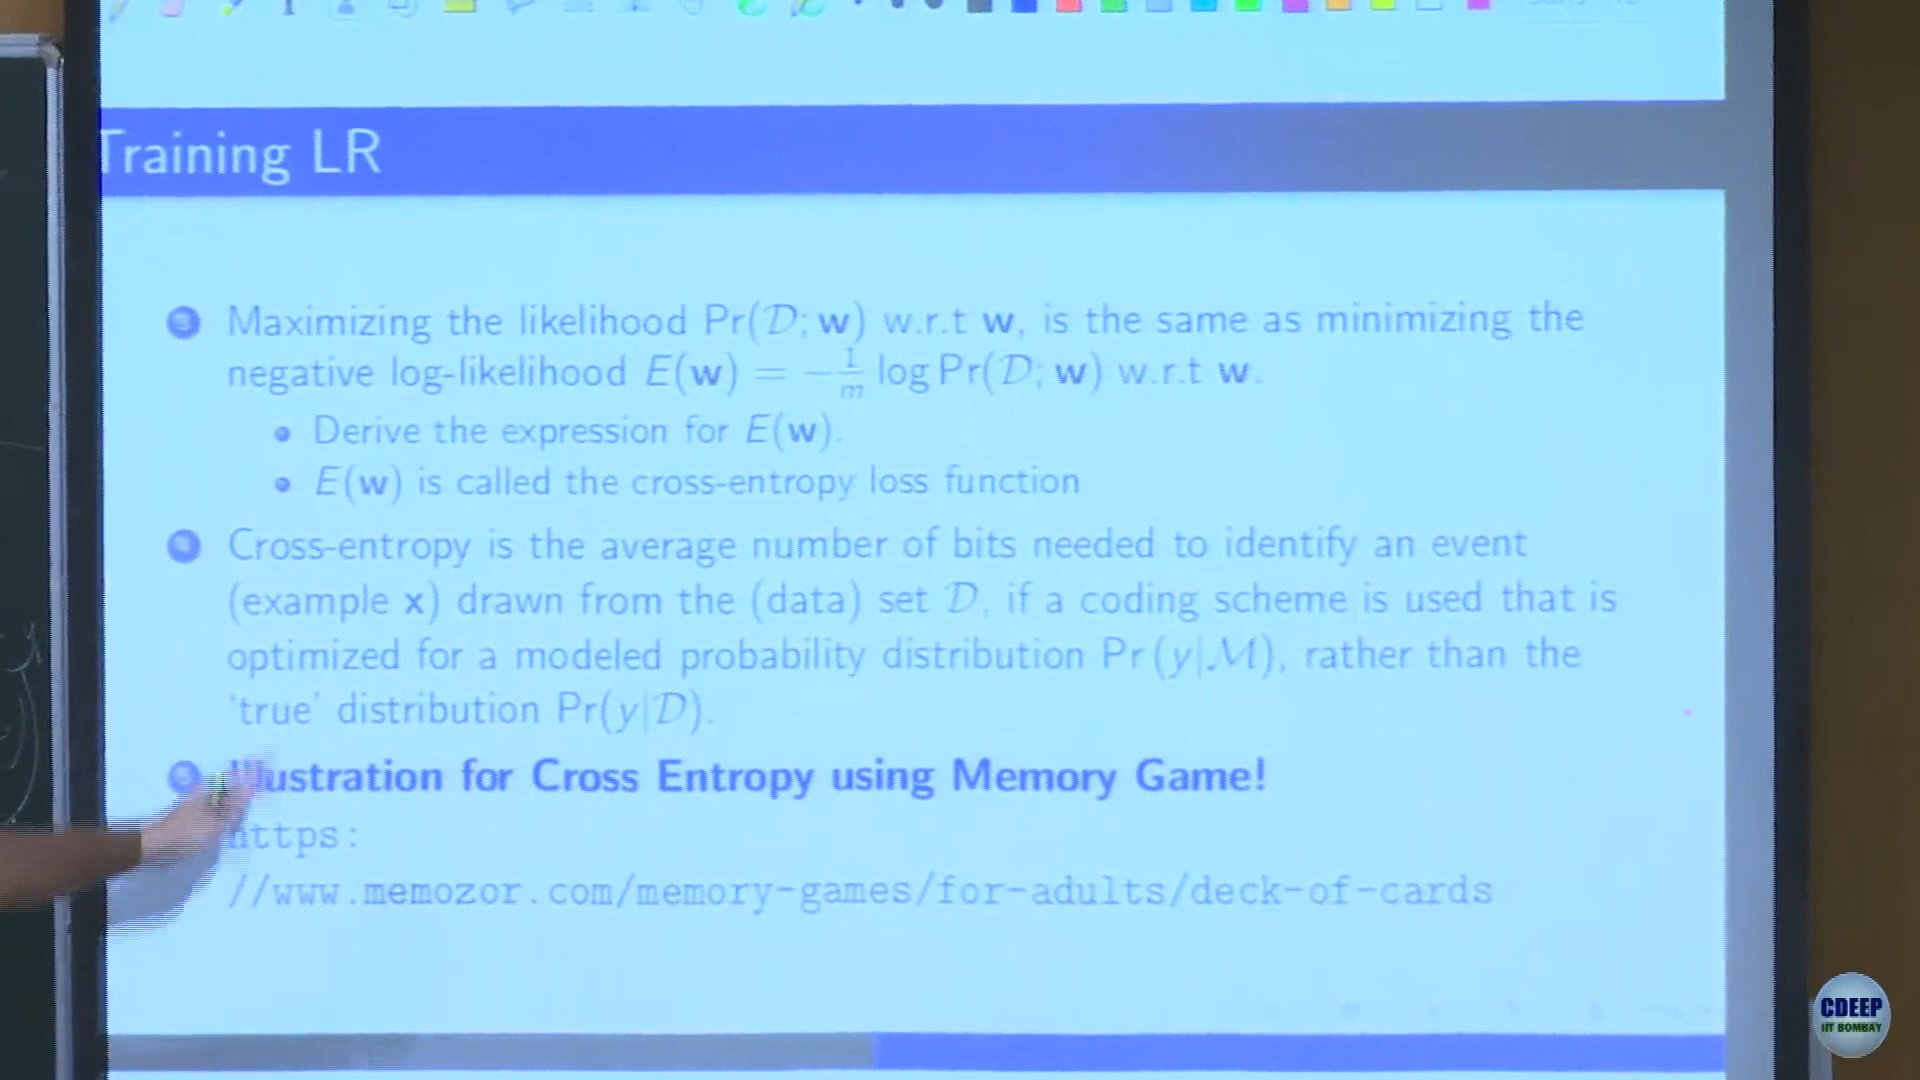 Training LR
Maximizing the likelihood Pr(𝒟; w) w.r.t w, is the same as minimizing the
negative log-likelihood E(w) = −1/m log Pr(𝒟; w) w.r.t w.
Derive the expression for E(w).
E(w) is called the cross-entropy loss function
Cross-entropy is the average number of bits needed to identify an event
(example x) drawn from the (data) set 𝒟, if a coding scheme is used that is
optimized for a modeled probability distribution Pr(y|ℳ), rather than the
'true' distribution Pr(y|𝒟).
Illustration for Cross Entropy using Memory Game!
https:
//www.memozor.com/memory-games/for-adults/deck-of-cards
CDEEP
IIT BOMBAY